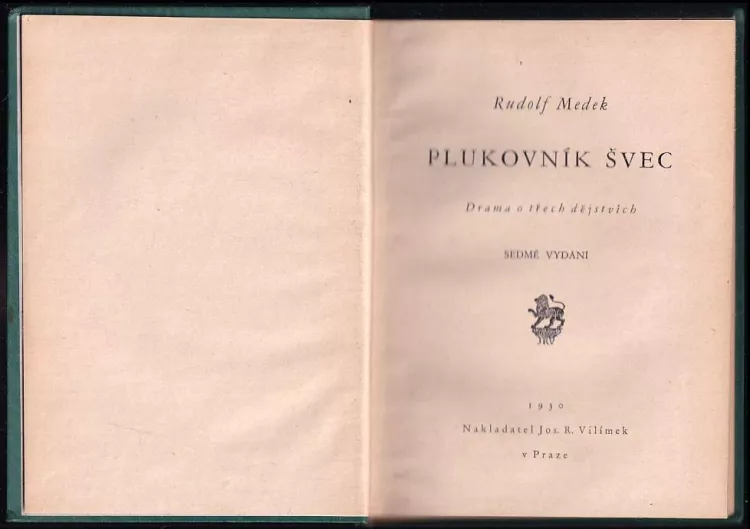 Rudolf Medek
PLUKOVNÍK ŠVEC
Drama o třech dějstvích
SEDMÉ VYDÁNÍ
1930
Nakladatel Jos. R. Vilímek
v Praze